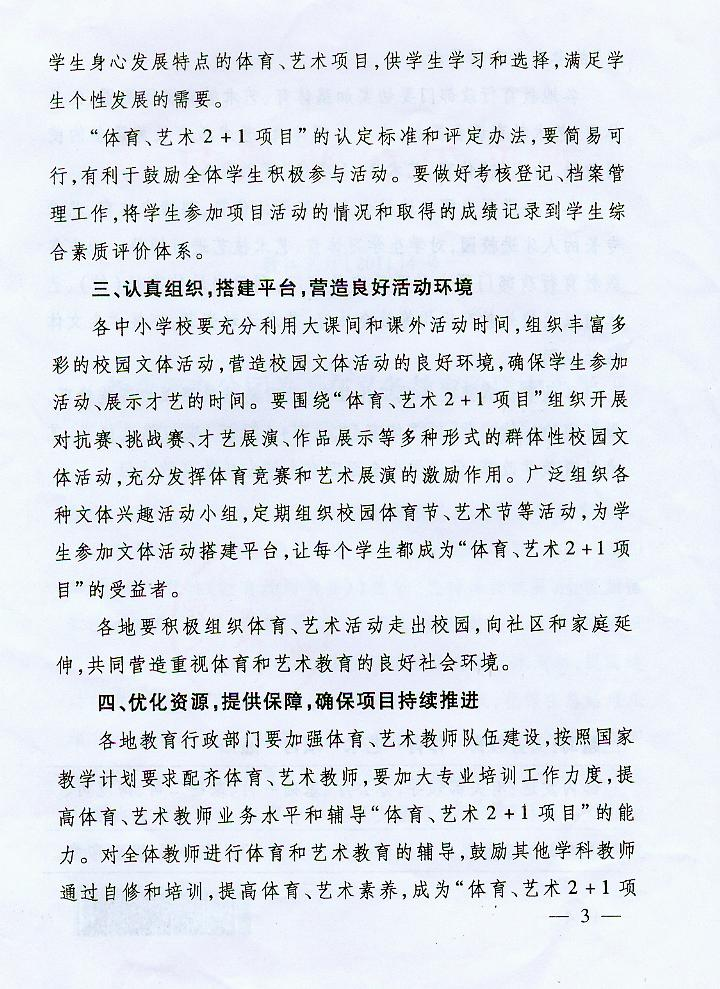 学生身心发展特点的体育、艺术项目,供学生学习和选择,满足学
生个性发展的需要。
“体育、艺术2+1项目”的认定标准和评定办法,要简易可
行,有利于鼓励全体学生积极参与活动。要做好考核登记、档案管
理工作,将学生参加项目活动的情况和取得的成绩记录到学生综
合素质评价体系。
三、认真组织,搭建平台,营造良好活动环境
各中小学校要充分利用大课间和课外活动时间,组织丰富多
彩的校园文体活动,营造校园文体活动的良好环境,确保学生参加
活动、展示才艺的时间。要围绕“体育、艺术2+1项目”组织开展
对抗赛、挑战赛、才艺展演、作品展示等多种形式的群体性校园文
体活动,充分发挥体育竞赛和艺术展演的激励作用。广泛组织各
种文体兴趣活动小组,定期组织校园体育节、艺术节等活动,为学
生参加文体活动搭建平台,让每个学生都成为“体育、艺术2+1项
目”的受益者。
各地要积极组织体育、艺术活动走出校园,向社区和家庭延
伸,共同营造重视体育和艺术教育的良好社会环境。
四、优化资源,提供保障,确保项目持续推进
各地教育行政部门要加强体育、艺术教师队伍建设,按照国家
教学计划要求配齐体育、艺术教师,要加大专业培训工作力度,提
高体育、艺术教师业务水平和辅导“体育、艺术2+1项目”的能
力。对全体教师进行体育和艺术教育的辅导,鼓励其他学科教师
通过自修和培训,提高体育、艺术素养,成为“体育、艺术2+1项
— 3 —